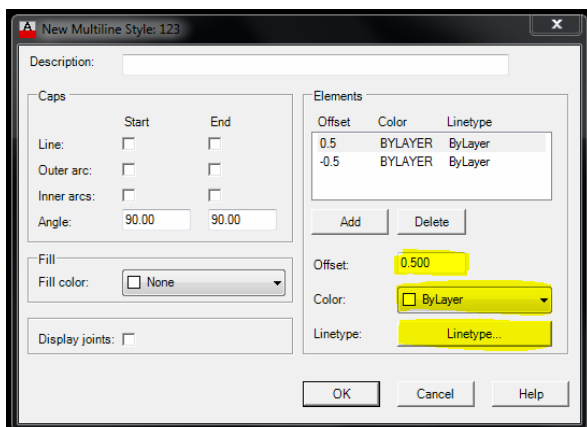 New Multiline Style: 123
Description:
Caps
Start End
Line:
Outer arc:
Inner arcs:
Angle: 90.00 90.00
Fill
Fill color: None
Display joints:
Elements
Offset Color Linetype
0.5 BYLAYER ByLayer
-0.5 BYLAYER ByLayer
Add Delete
Offset: 0.500
Color: ByLayer
Linetype: Linetype...
OK Cancel Help